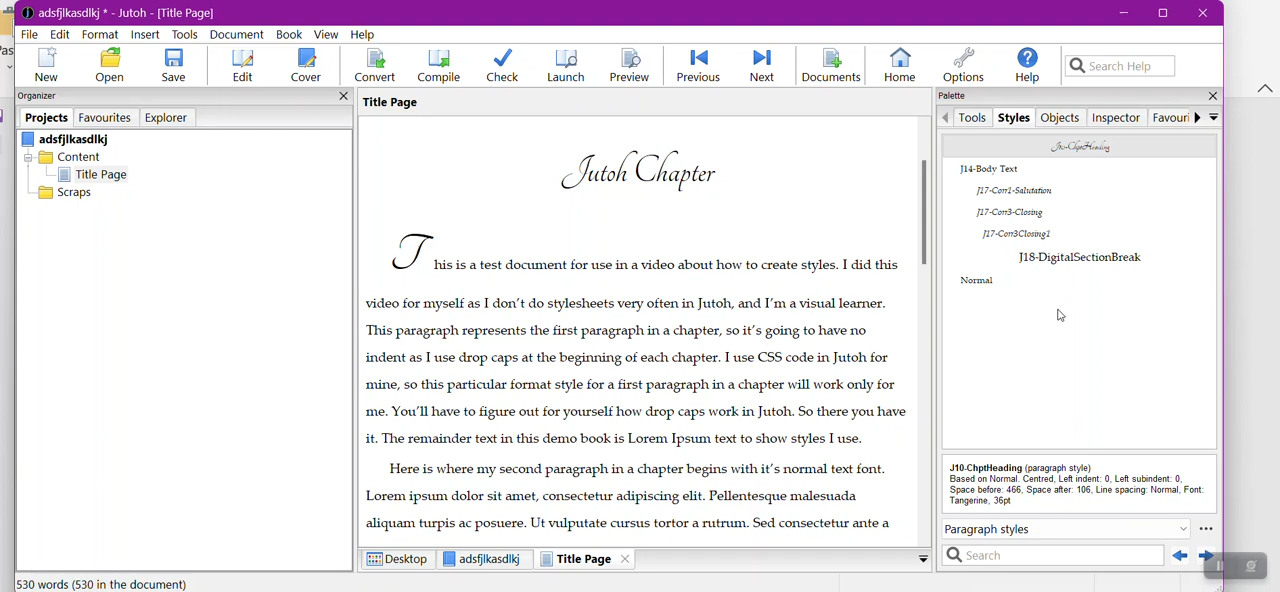 adsfjlkasdlkj * - Jutoh - [Title Page]
File Edit Format Insert Tools Document Book View Help
New Open Save Edit Cover Convert Compile Check Launch Preview Previous Next Documents Home Options Help Search Help
Organizer
Projects Favourites Explorer
adsfjlkasdlkj
Content
Title Page
Scraps
Title Page
Jutoh Chapter
This is a test document for use in a video about how to create styles. I did this
video for myself as I don't do stylesheets very often in Jutoh, and I'm a visual learner.
This paragraph represents the first paragraph in a chapter, so it's going to have no
indent as I use drop caps at the beginning of each chapter. I use CSS code in Jutoh for
mine, so this particular format style for a first paragraph in a chapter will work only for
me. You'll have to figure out for yourself how drop caps work in Jutoh. So there you have
it. The remainder text in this demo book is Lorem Ipsum text to show styles I use.
Here is where my second paragraph in a chapter begins with it's normal text font.
Lorem ipsum dolor sit amet, consectetur adipiscing elit. Pellentesque malesuada
aliquam turpis ac posuere. Ut vulputate cursus tortor a rutrum. Sed consectetur ante a
Desktop adsfjlkasdlkj Title Page
Palette
Tools Styles Objects Inspector Favouri
J10-ChptHeading
J14-Body Text
J17-Corr1-Salutation
J17-Corr3-Closing
J17-Corr3Closing1
J18-DigitalSectionBreak
Normal
J10-ChptHeading (paragraph style)
Based on Normal. Centred, Left indent: 0, Left subindent: 0,
Space before: 466, Space after: 106, Line spacing: Normal, Font:
Tangerine, 36pt
Paragraph styles
Search
530 words (530 in the document)